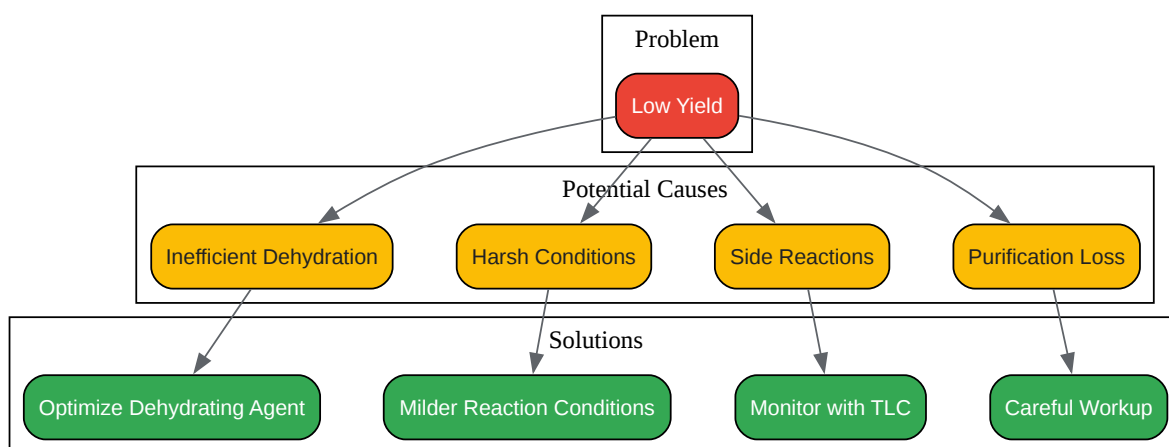 Problem
Low Yield
Potential Causes
Inefficient Dehydration
Harsh Conditions
Side Reactions
Purification Loss
Solutions
Optimize Dehydrating Agent
Milder Reaction Conditions
Monitor with TLC
Careful Workup